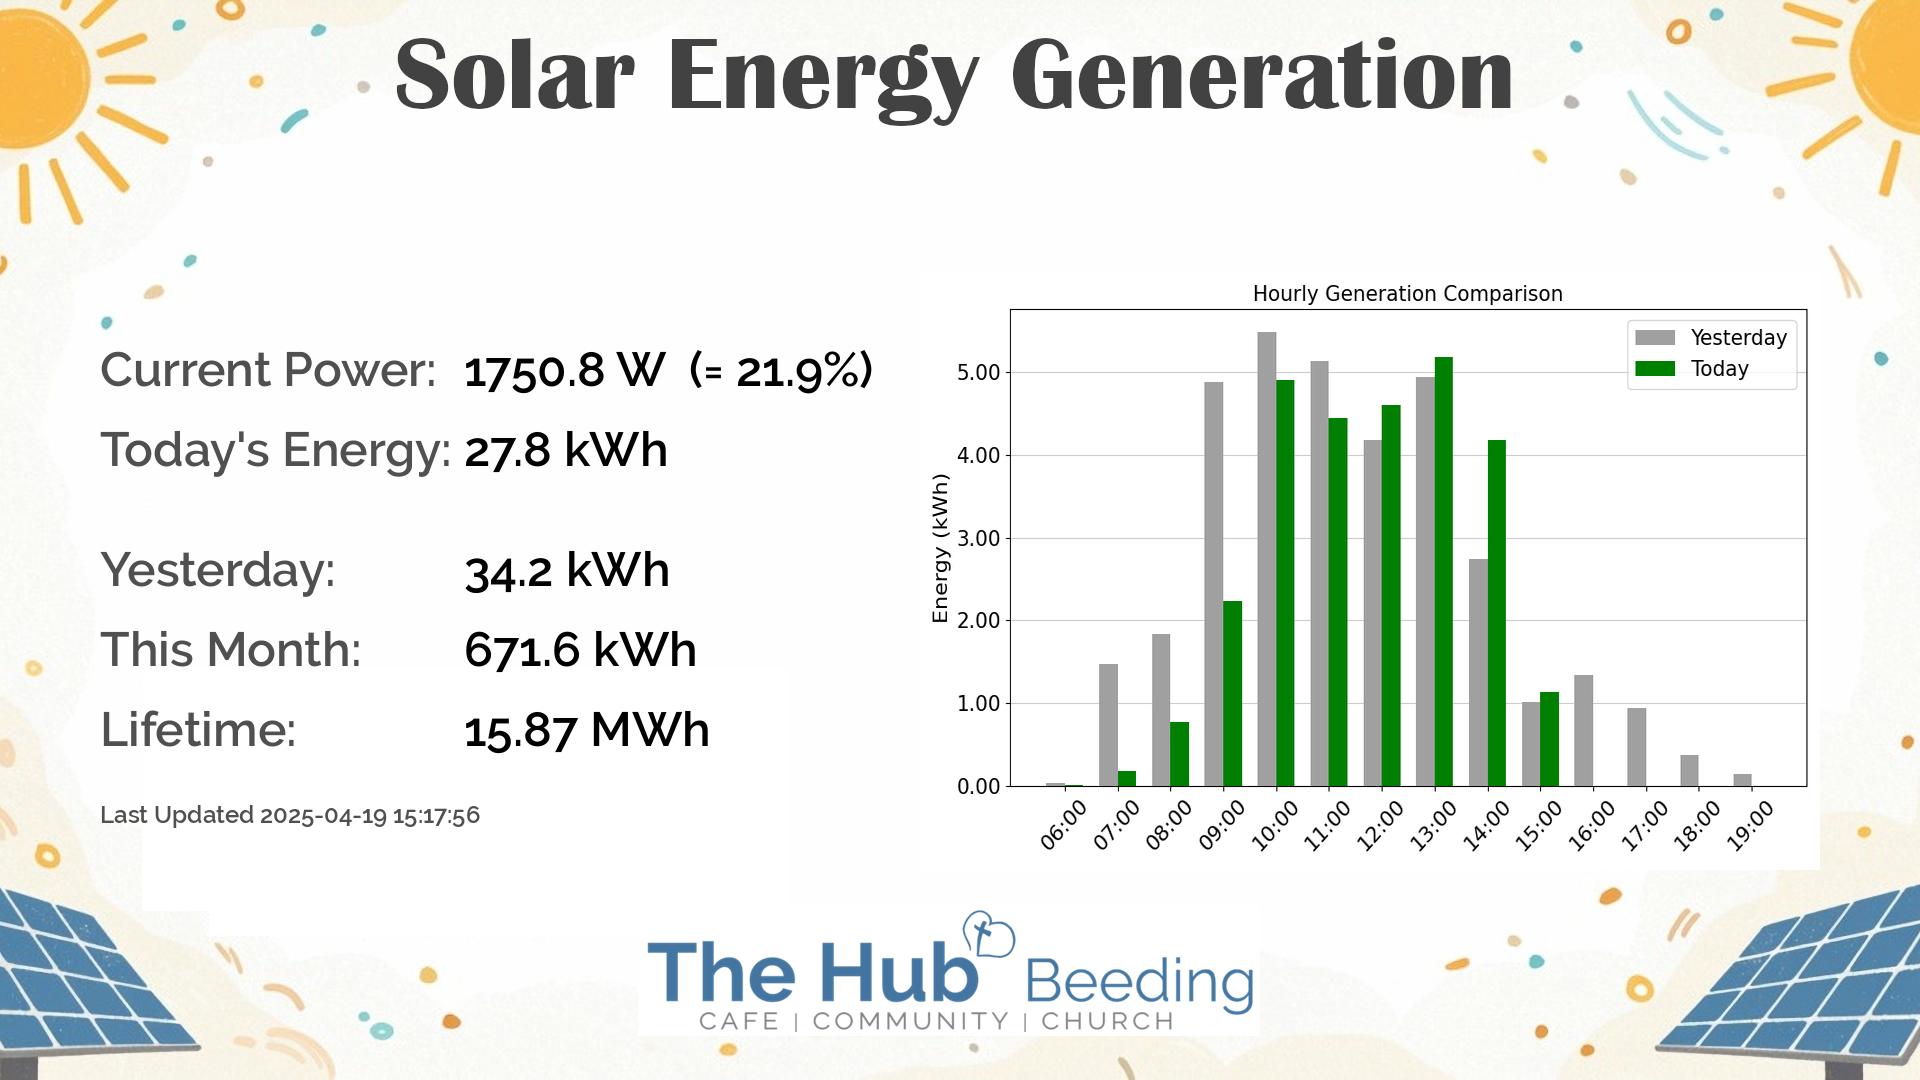 Solar Energy Generation
Current Power: 1750.8 W (= 21.9%)
Today's Energy: 27.8 kWh
Yesterday: 34.2 kWh
This Month: 671.6 kWh
Lifetime: 15.87 MWh
Last Updated 2025-04-19 15:17:56
Hourly Generation Comparison
Yesterday
Today
Energy (kWh)
5.00
4.00
3.00
2.00
1.00
0.00
06:00 07:00 08:00 09:00 10:00 11:00 12:00 13:00 14:00 15:00 16:00 17:00 18:00 19:00
The Hub Beeding
CAFE | COMMUNITY | CHURCH